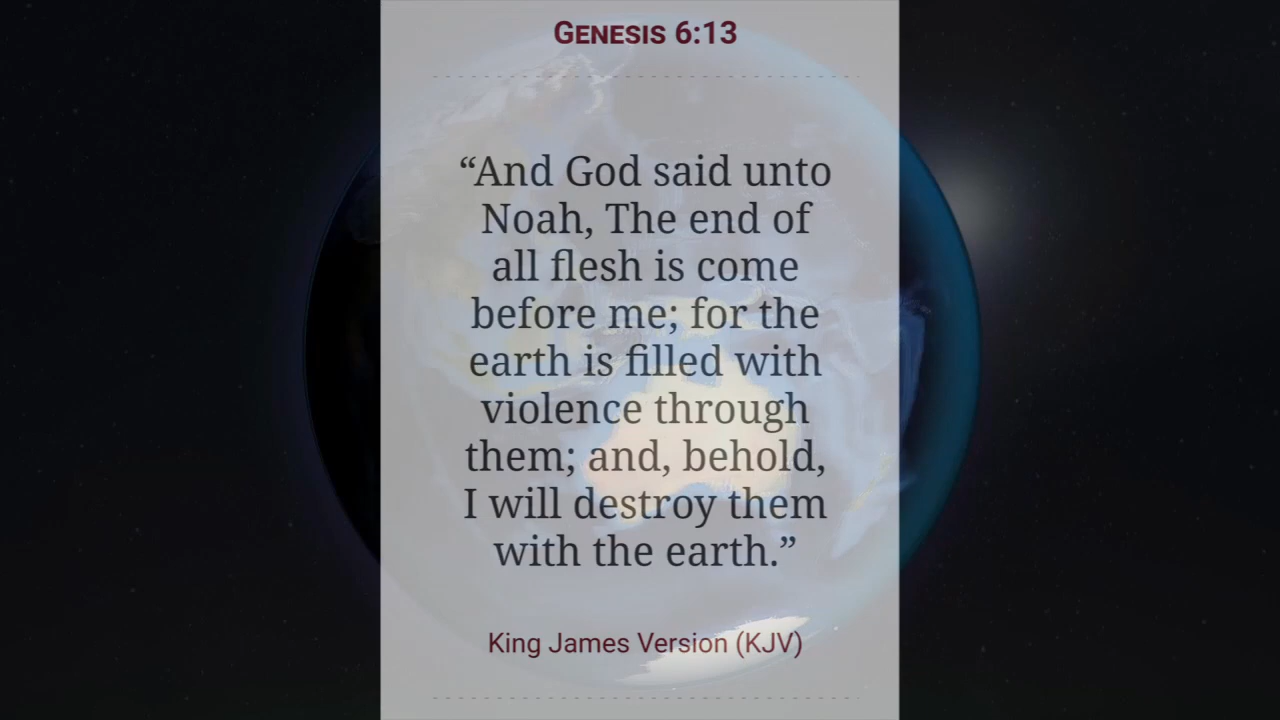 GENESIS 6:13
“And God said unto
Noah, The end of
all flesh is come
before me; for the
earth is filled with
violence through
them; and, behold,
I will destroy them
with the earth.”
King James Version (KJV)